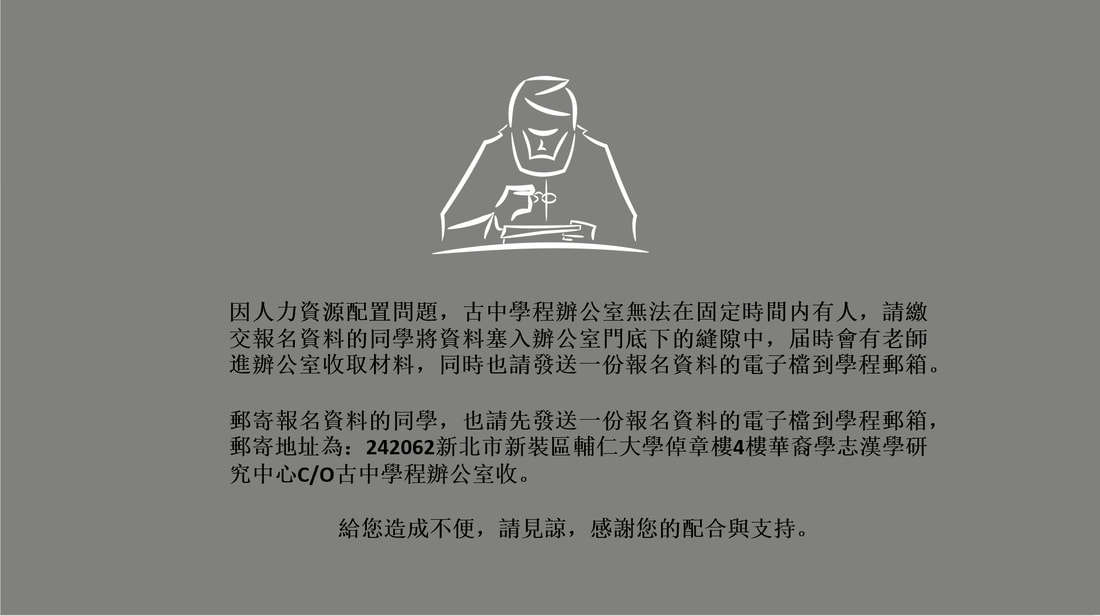 因人力資源配置問題，古中學程辦公室無法在固定時間内有人，請繳
交報名資料的同學將資料塞入辦公室門底下的縫隙中，届時會有老師
進辦公室收取材料，同時也請發送一份報名資料的電子檔到學程郵箱。
郵寄報名資料的同學，也請先發送一份報名資料的電子檔到學程郵箱，
郵寄地址為：242062新北市新裝區輔仁大學倬章樓4樓華裔學志漢學研
究中心C/O古中學程辦公室收。
給您造成不便，請見諒，感謝您的配合與支持。